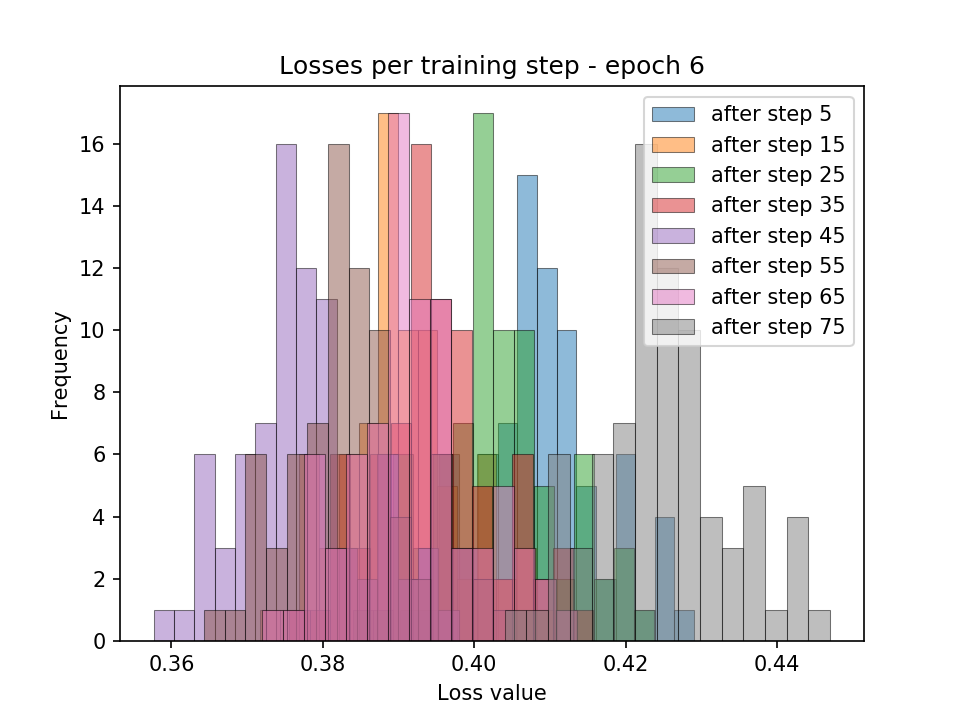 Losses per training step - epoch 6
after step 5
after step 15
after step 25
after step 35
after step 45
after step 55
after step 65
after step 75
Frequency
16
14
12
10
8
6
4
2
0
0.36 0.38 0.40 0.42 0.44
Loss value